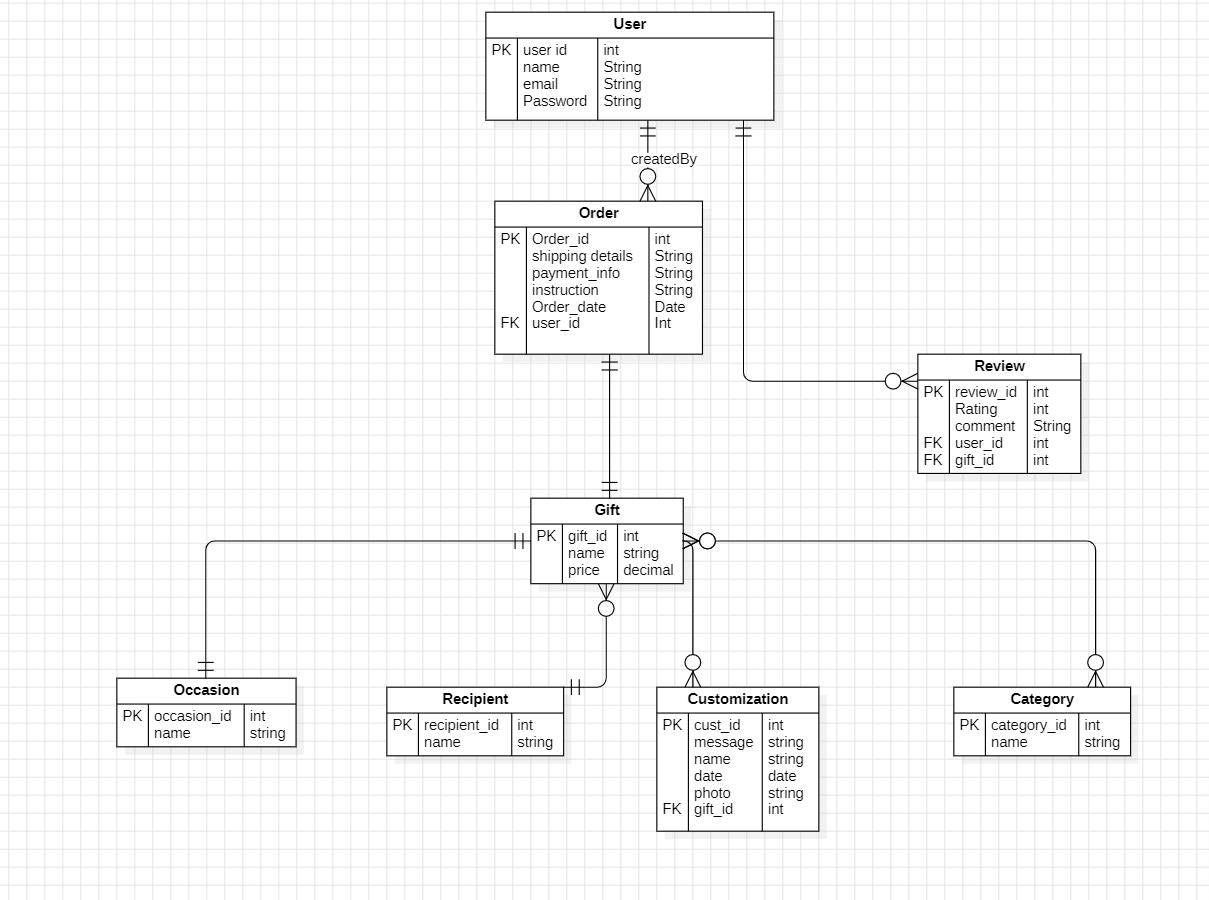 User
PK user id int
name String
email String
Password String
createdBy
Order
PK Order_id int
shipping details String
payment_info String
instruction String
Order_date Date
FK user_id Int
Review
PK review_id int
Rating int
comment String
FK user_id int
FK gift_id int
Gift
PK gift_id int
name string
price decimal
Occasion
PK occasion_id int
name string
Recipient
PK recipient_id int
name string
Customization
PK cust_id int
message string
name string
date date
photo string
FK gift_id int
Category
PK category_id int
name string